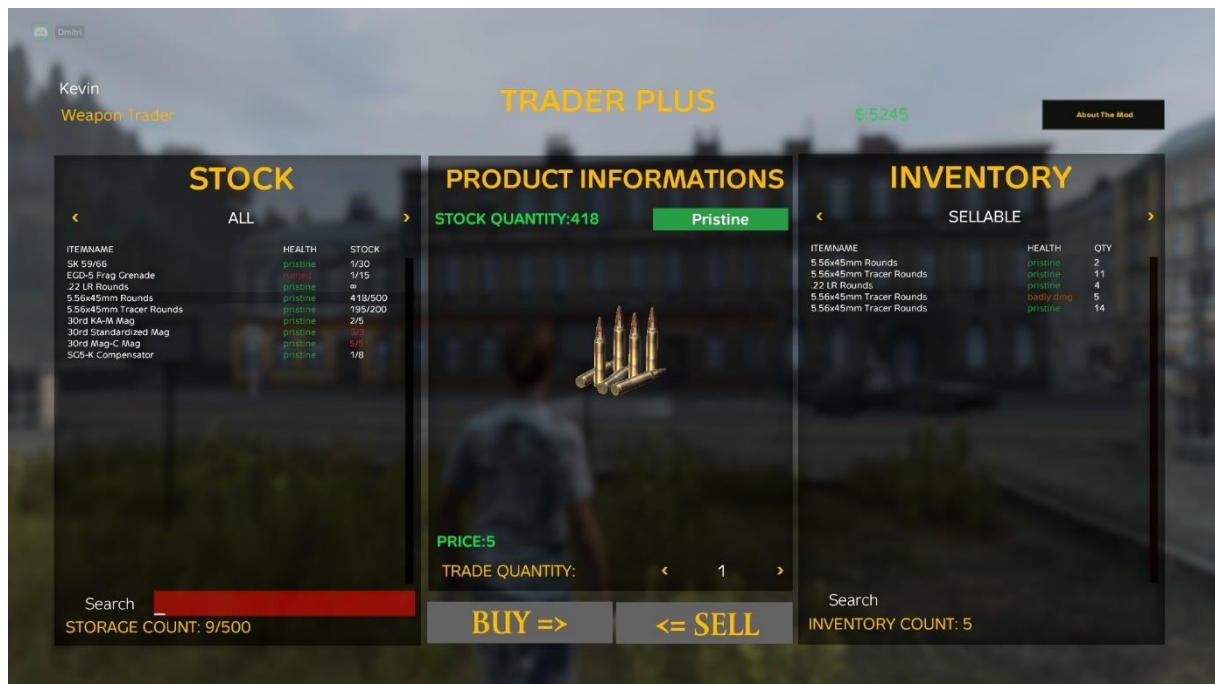 Dmitri
Kevin
Weapon Trader
TRADER PLUS
$:5245
About The Mod
STOCK
< ALL >
ITEMNAME HEALTH STOCK
SK 59/66 pristine 1/30
EGD-5 Frag Grenade ruined 1/15
.22 LR Rounds pristine ∞
5.56x45mm Rounds pristine 418/500
5.56x45mm Tracer Rounds pristine 195/200
30rd KA-M Mag pristine 2/5
30rd Standardized Mag pristine 3/3
30rd Mag-C Mag pristine 5/5
SG5-K Compensator pristine 1/8
Search _
STORAGE COUNT: 9/500
PRODUCT INFORMATIONS
STOCK QUANTITY:418 Pristine
PRICE:5
TRADE QUANTITY: < 1 >
BUY => <= SELL
INVENTORY
< SELLABLE >
ITEMNAME HEALTH QTY
5.56x45mm Rounds pristine 2
5.56x45mm Tracer Rounds pristine 11
.22 LR Rounds pristine 4
5.56x45mm Tracer Rounds badly dmg 5
5.56x45mm Tracer Rounds pristine 14
Search
INVENTORY COUNT: 5